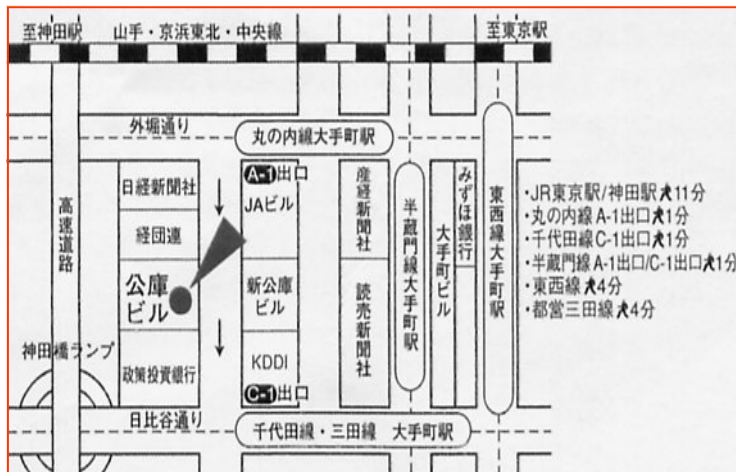 至神田駅
山手・京浜東北・中央線
至東京駅
外堀通り
丸の内線大手町駅
A-1出口
日経新聞社
JAビル
経団連
公庫
ビル
新公庫
ビル
政策投資銀行
KDDI
C-1出口
産経新聞社
読売新聞社
半蔵門線大手町駅
大手町ビル
みずほ銀行
東西線大手町駅
高速道路
神田橋ランプ
日比谷通り
千代田線・三田線 大手町駅
・JR東京駅/神田駅 11分
・丸の内線 A-1出口 1分
・千代田線 C-1出口 1分
・半蔵門線 A-1出口/C-1出口 1分
・東西線 4分
・都営三田線 4分